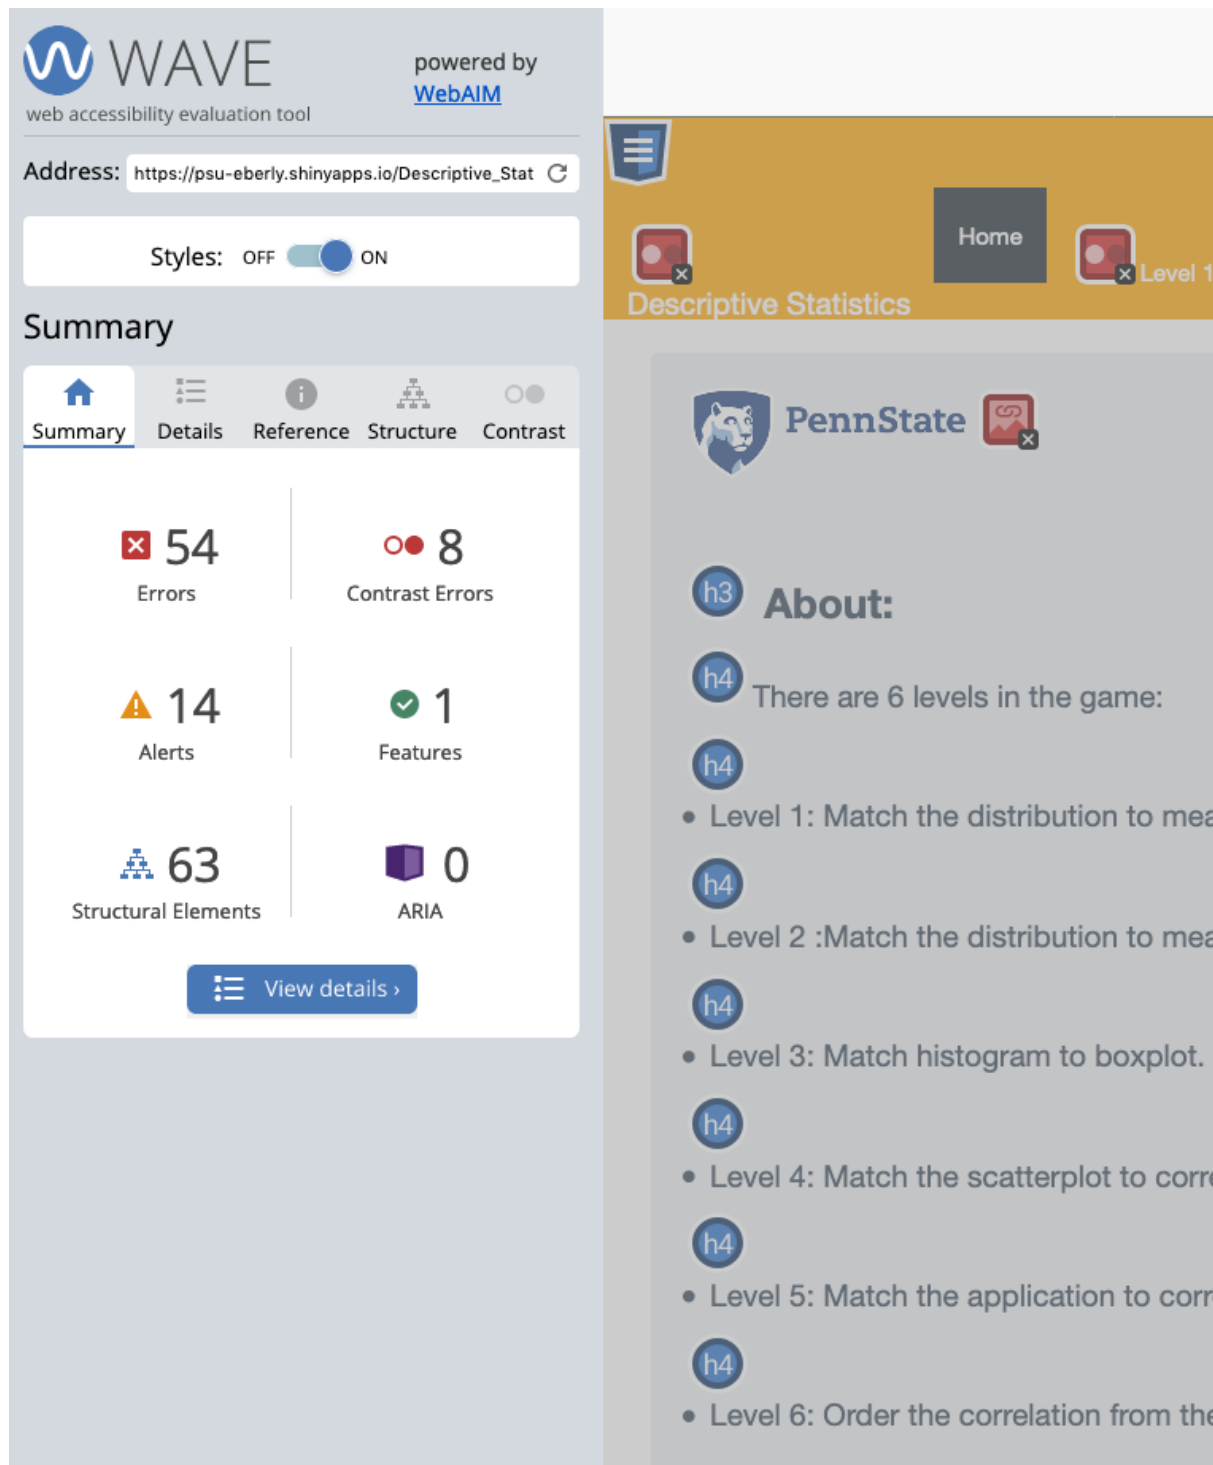 WAVE
powered by
WebAIM
web accessibility evaluation tool
Address: https://psu-eberly.shinyapps.io/Descriptive_Stat
Styles: OFF ON
Summary
Summary Details Reference Structure Contrast
54
Errors
8
Contrast Errors
14
Alerts
1
Features
63
Structural Elements
0
ARIA
View details ›
Home
Level 1
Descriptive Statistics
PennState
h3 About:
h4 There are 6 levels in the game:
h4
• Level 1: Match the distribution to mea
h4
• Level 2 :Match the distribution to mea
h4
• Level 3: Match histogram to boxplot.
h4
• Level 4: Match the scatterplot to corre
h4
• Level 5: Match the application to corr
h4
• Level 6: Order the correlation from the